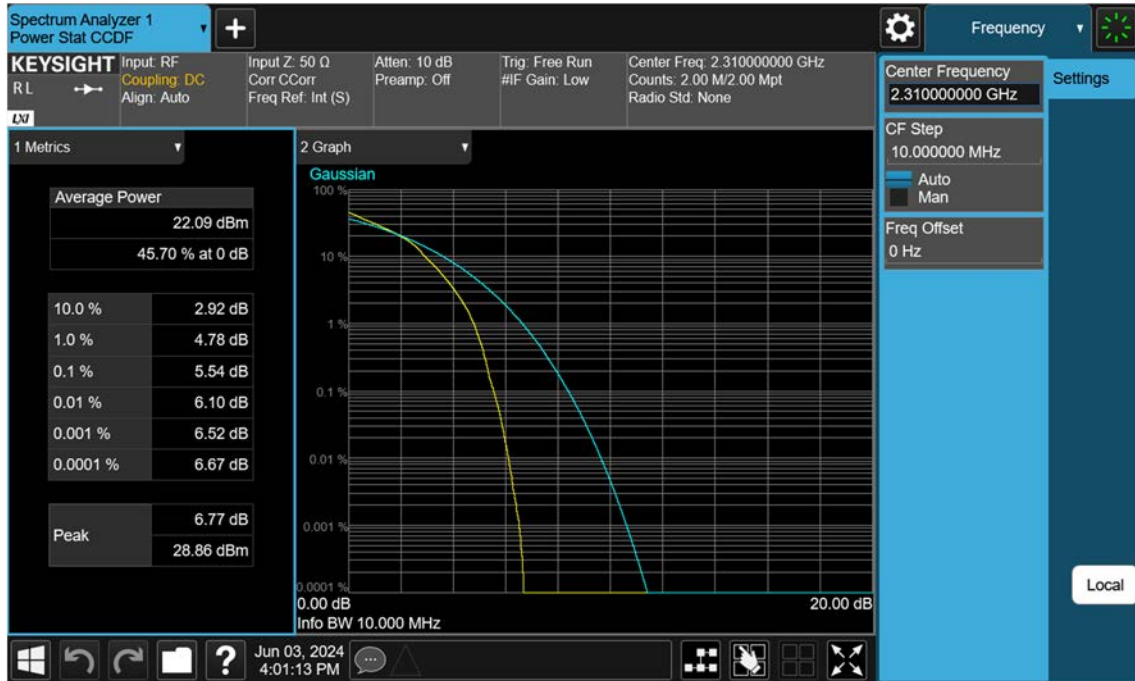 Spectrum Analyzer 1
Power Stat CCDF
Frequency
KEYSIGHT
R L
LXI
Input: RF
Coupling: DC
Align: Auto
Input Z: 50 Ω
Corr CCorr
Freq Ref: Int (S)
Atten: 10 dB
Preamp: Off
Trig: Free Run
#IF Gain: Low
Center Freq: 2.310000000 GHz
Counts: 2.00 M/2.00 Mpt
Radio Std: None
Center Frequency
2.310000000 GHz
Settings
CF Step
10.000000 MHz
Auto
Man
Freq Offset
0 Hz
1 Metrics
Average Power
22.09 dBm
45.70 % at 0 dB
10.0 % 2.92 dB
1.0 % 4.78 dB
0.1 % 5.54 dB
0.01 % 6.10 dB
0.001 % 6.52 dB
0.0001 % 6.67 dB
Peak
6.77 dB
28.86 dBm
2 Graph
Gaussian
100 %
10 %
1 %
0.1 %
0.01 %
0.001 %
0.0001 %
0.00 dB 20.00 dB
Info BW 10.000 MHz
Local
?
Jun 03, 2024
4:01:13 PM